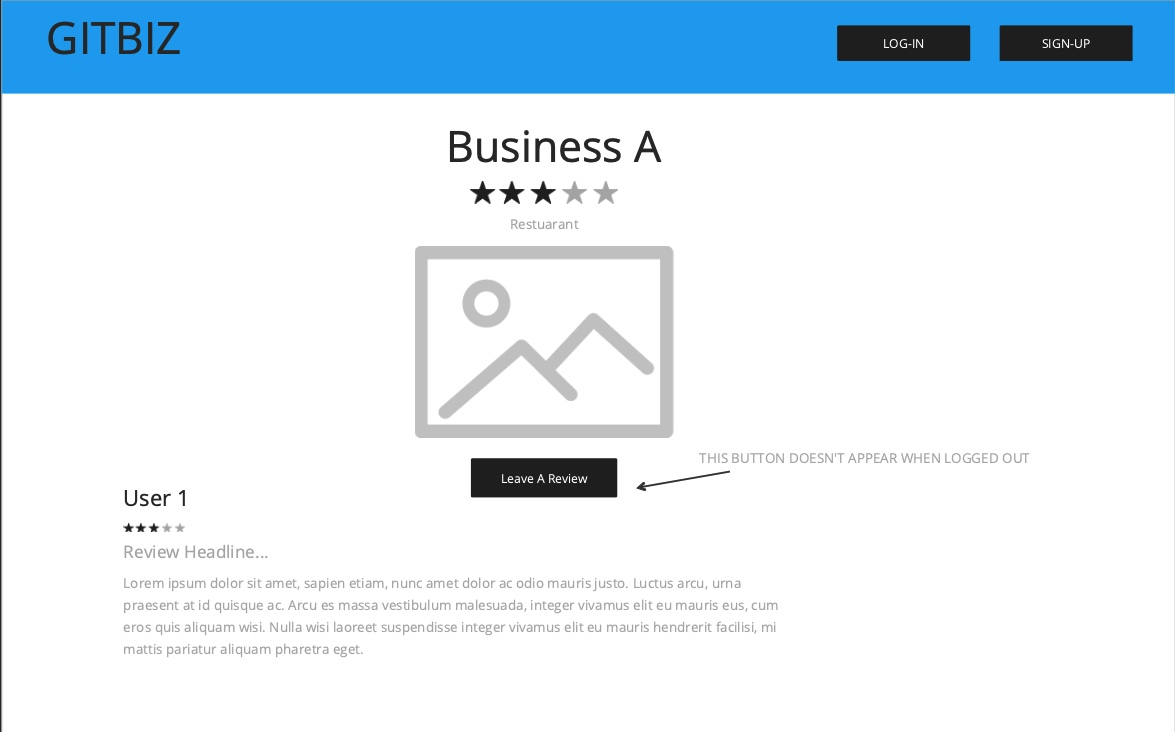 GITBIZ
LOG-IN
SIGN-UP
Business A
Restuarant
THIS BUTTON DOESN'T APPEAR WHEN LOGGED OUT
Leave A Review
User 1
Review Headline...
Lorem ipsum dolor sit amet, sapien etiam, nunc amet dolor ac odio mauris justo. Luctus arcu, urna
praesent at id quisque ac. Arcu es massa vestibulum malesuada, integer vivamus elit eu mauris eus, cum
eros quis aliquam wisi. Nulla wisi laoreet suspendisse integer vivamus elit eu mauris hendrerit facilisi, mi
mattis pariatur aliquam pharetra eget.